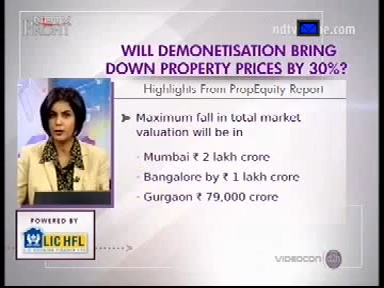 NDTV
PROFIT
WILL DEMONETISATION BRING
DOWN PROPERTY PRICES BY 30%?
Highlights From PropEquity Report
Maximum fall in total market
valuation will be in
- Mumbai ₹ 2 lakh crore
- Bangalore by ₹ 1 lakh crore
- Gurgaon ₹ 79,000 crore
POWERED BY
LIC HFL
VIDEOCON